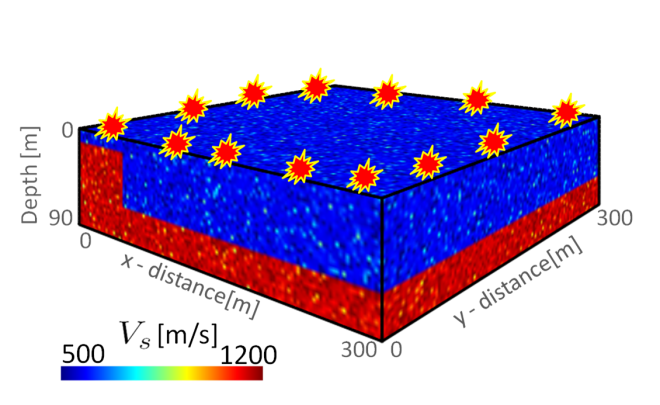 0
Depth [m]
90
0
x - distance[m]
300
0
y - distance[m]
300
Vs [m/s]
500
1200